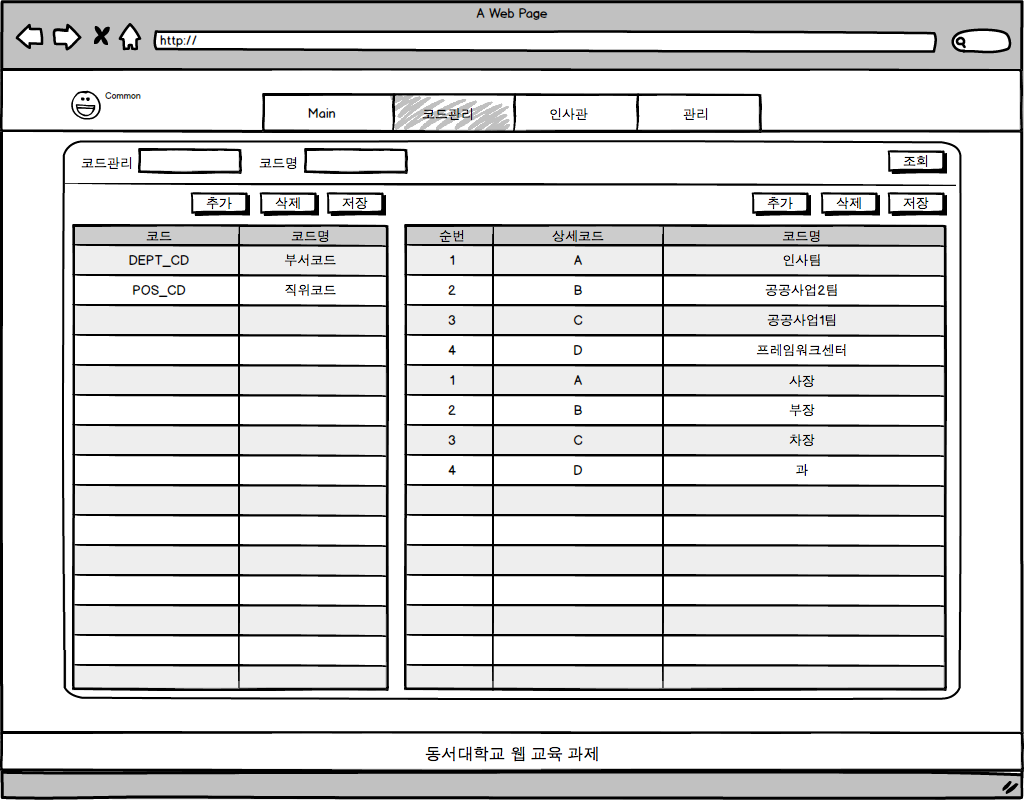 A Web Page
http://
Common
Main 코드관리 인사관 관리
코드관리 코드명 조회
추가 삭제 저장 추가 삭제 저장
코드 코드명 순번 상세코드 코드명
DEPT_CD 부서코드 1 A 인사팀
POS_CD 직위코드 2 B 공공사업2팀
3 C 공공사업1팀
4 D 프레임워크센터
1 A 사장
2 B 부장
3 C 차장
4 D 과
동서대학교 웹 교육 과제